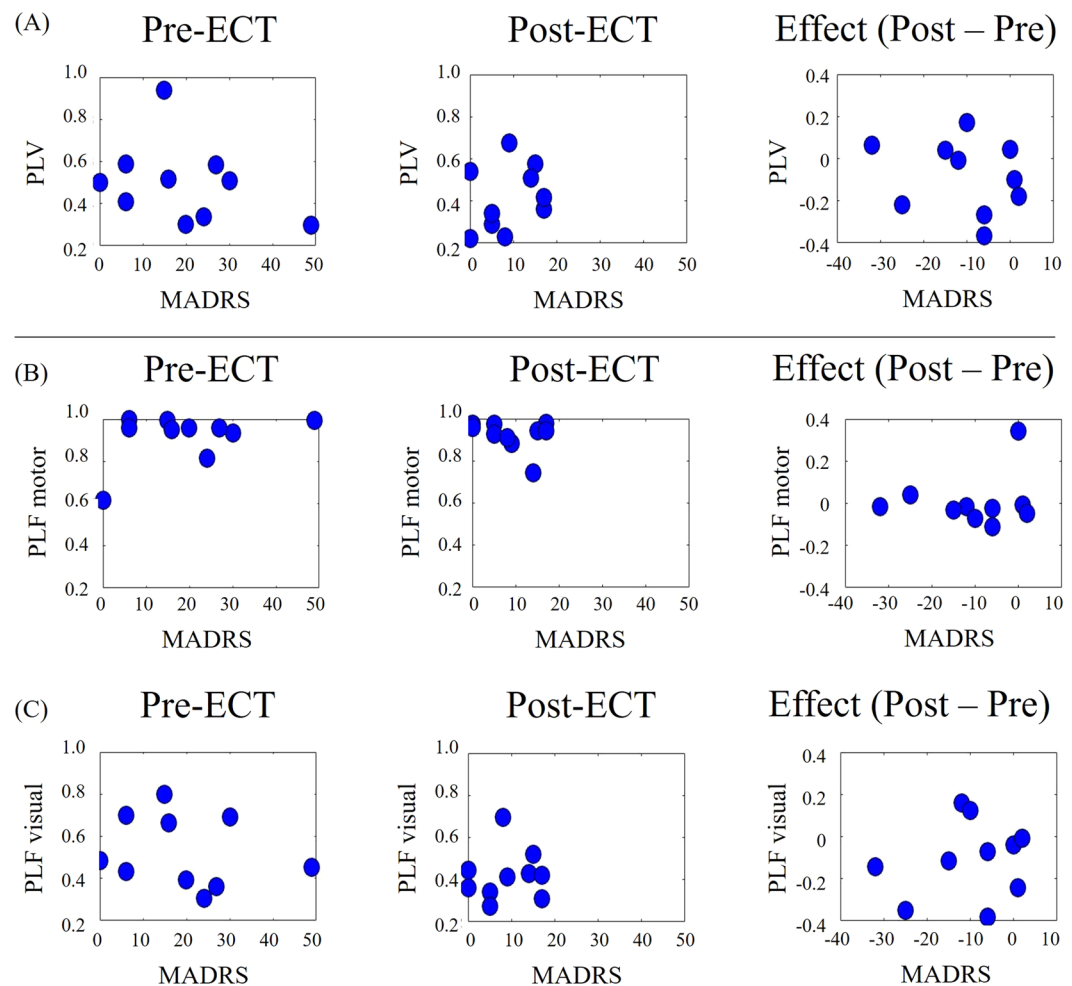 (A) Pre-ECT Post-ECT Effect (Post – Pre)
1.0 1.0 0.4
0.8 0.8 0.2
PLV 0.6 PLV 0.6 PLV 0
0.4 0.4 -0.2
0.2 0.2 -0.4
0 10 20 30 40 50 0 10 20 30 40 50 -40 -30 -20 -10 0 10
MADRS MADRS MADRS
(B) Pre-ECT Post-ECT Effect (Post – Pre)
1.0 1.0 0.4
0.8 0.8 0.2
PLF motor 0.6 PLF motor 0.6 PLF motor 0
0.4 0.4 -0.2
0.2 0.2 -0.4
0 10 20 30 40 50 0 10 20 30 40 50 -40 -30 -20 -10 0 10
MADRS MADRS MADRS
(C) Pre-ECT Post-ECT Effect (Post – Pre)
1.0 1.0 0.4
0.8 0.8 0.2
PLF visual 0.6 PLF visual 0.6 PLF visual 0
0.4 0.4 -0.2
0.2 0.2 -0.4
0 10 20 30 40 50 0 10 20 30 40 50 -40 -30 -20 -10 0 10
MADRS MADRS MADRS